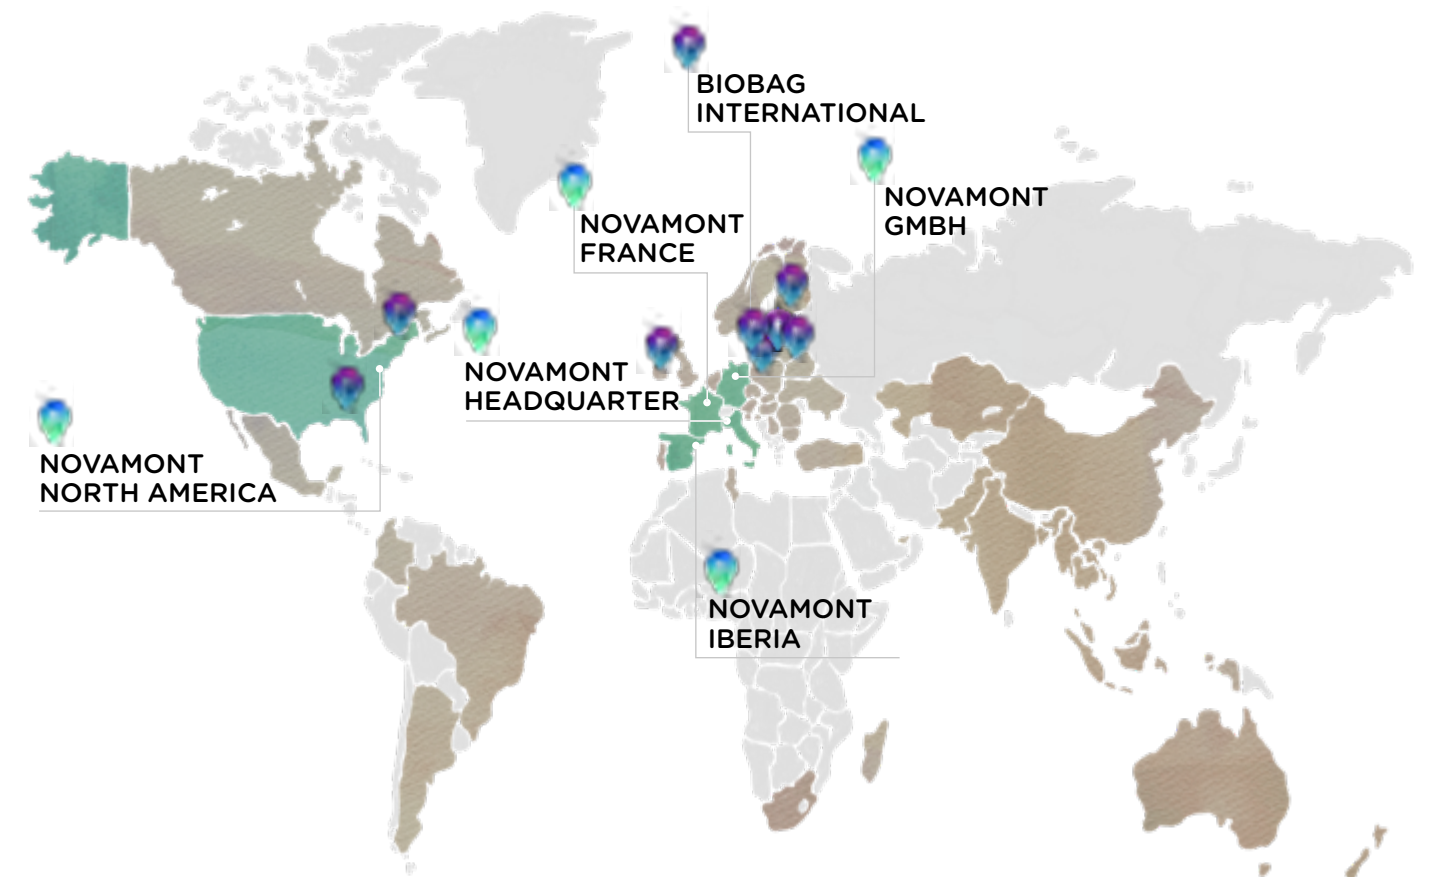 BIOBAG
INTERNATIONAL
NOVAMONT
GMBH
NOVAMONT
FRANCE
NOVAMONT
HEADQUARTER
NOVAMONT
NORTH AMERICA
NOVAMONT
IBERIA